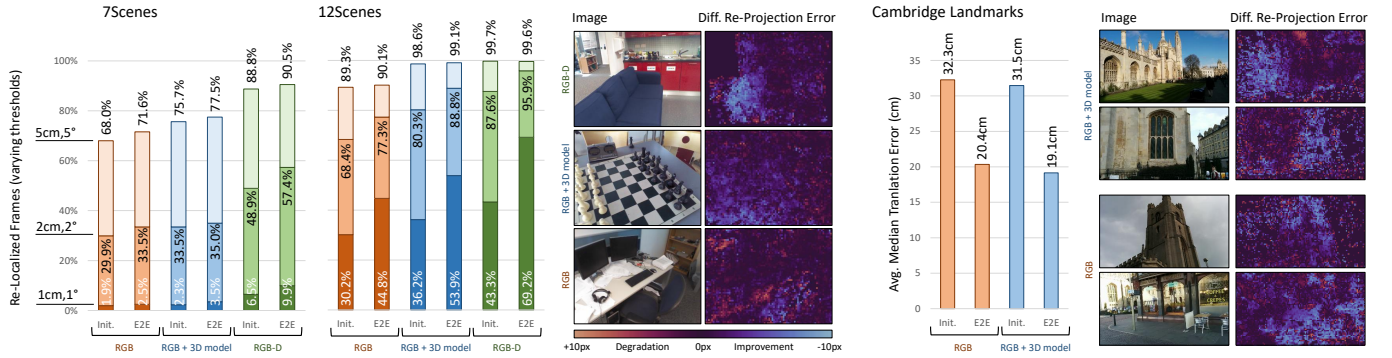 7Scenes
Re-Localized Frames (varying thresholds)
100%
80%
60%
40%
20%
0%
5cm,5°
2cm,2°
1cm,1°
68.0%
71.6%
75.7%
77.5%
88.8%
90.5%
29.9%
33.5%
33.5%
35.0%
48.9%
57.4%
1.9%
2.5%
2.3%
3.5%
6.5%
9.9%
Init. E2E Init. E2E Init. E2E
RGB RGB + 3D model RGB-D
12Scenes
89.3%
90.1%
98.6%
99.1%
99.7%
99.6%
68.4%
77.3%
80.3%
88.8%
87.6%
95.9%
30.2%
44.8%
36.2%
53.9%
43.3%
69.2%
Init. E2E Init. E2E Init. E2E
RGB RGB + 3D model RGB-D
Image Diff. Re-Projection Error
RGB-D
RGB + 3D model
RGB
+10px Degradation 0px Improvement -10px
Cambridge Landmarks
Avg. Median Tranlation Error (cm)
35
30
25
20
15
10
5
0
32.3cm
20.4cm
31.5cm
19.1cm
Init. E2E Init. E2E
RGB RGB + 3D model
Image Diff. Re-Projection Error
RGB + 3D model
RGB
CREPES